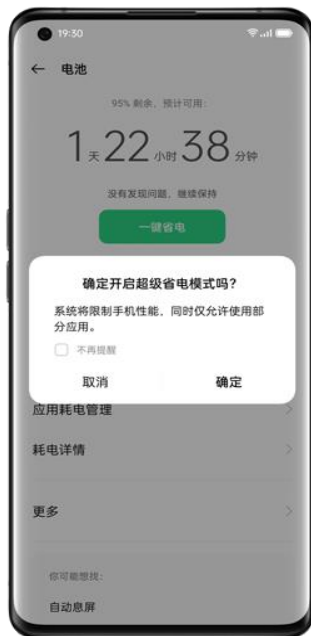 19:30
电池
95% 剩余，预计可用：
1 天 22 小时 38 分钟
没有发现问题，继续保持
一键省电
确定开启超级省电模式吗？
系统将限制手机性能，同时仅允许使用部
分应用。
不再提醒
取消 确定
应用耗电管理
耗电详情
更多
你可能想找：
自动息屏